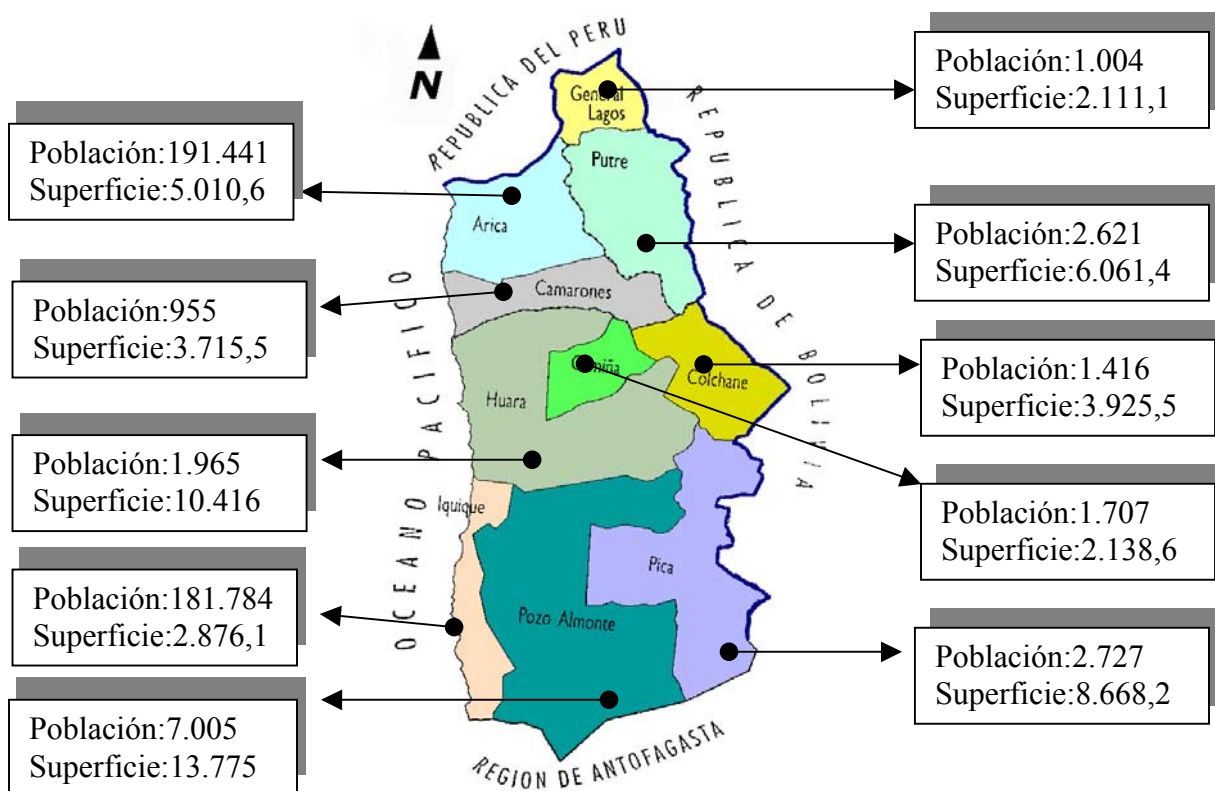 REPUBLICA DEL PERU
N
Población:1.004
Superficie:2.111,1
General
Lagos
REPUBLICA DE BOLIVIA
Población:191.441
Superficie:5.010,6
Putre
Arica
Población:2.621
Superficie:6.061,4
OCEANO PACIFICO
Camarones
Población:955
Superficie:3.715,5
Colchane
Población:1.416
Superficie:3.925,5
Huara
Población:1.965
Superficie:10.416
Iquique
Población:1.707
Superficie:2.138,6
Pica
Población:181.784
Superficie:2.876,1
Pozo Almonte
Población:2.727
Superficie:8.668,2
Población:7.005
Superficie:13.775
REGION DE ANTOFAGASTA